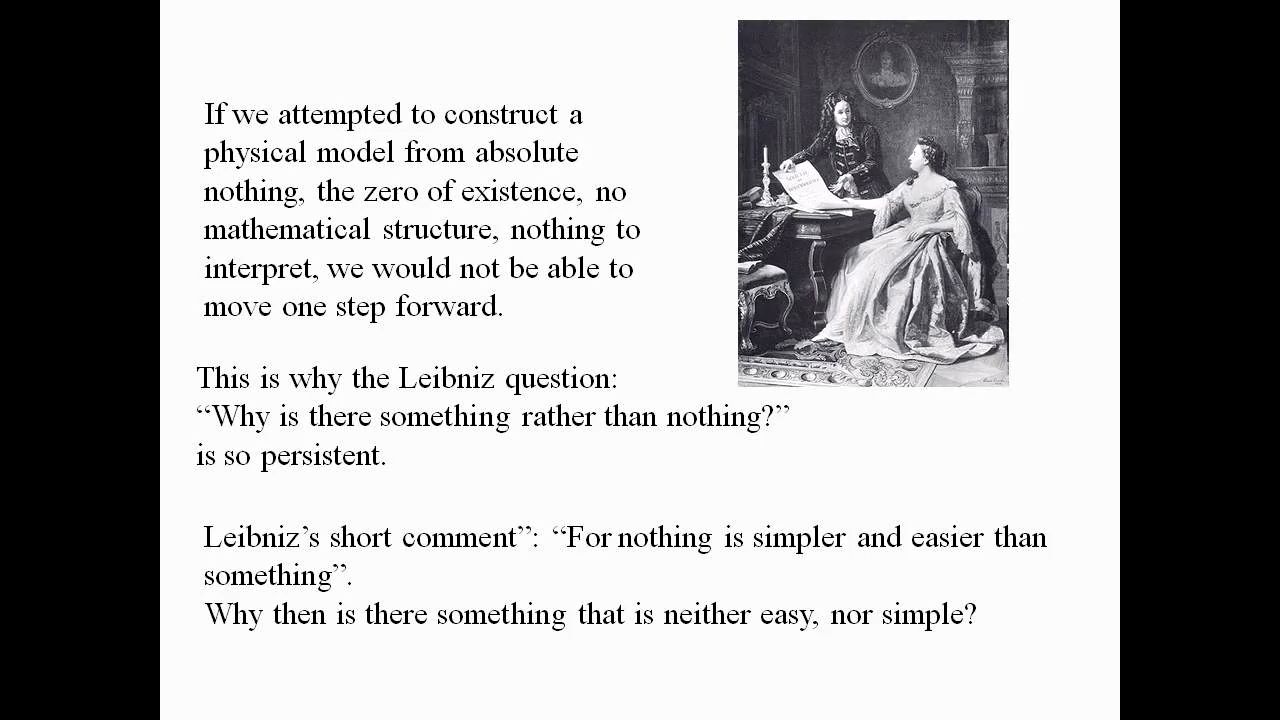 If we attempted to construct a
physical model from absolute
nothing, the zero of existence, no
mathematical structure, nothing to
interpret, we would not be able to
move one step forward.
This is why the Leibniz question:
“Why is there something rather than nothing?”
is so persistent.
Leibniz’s short comment”: “For nothing is simpler and easier than
something”.
Why then is there something that is neither easy, nor simple?